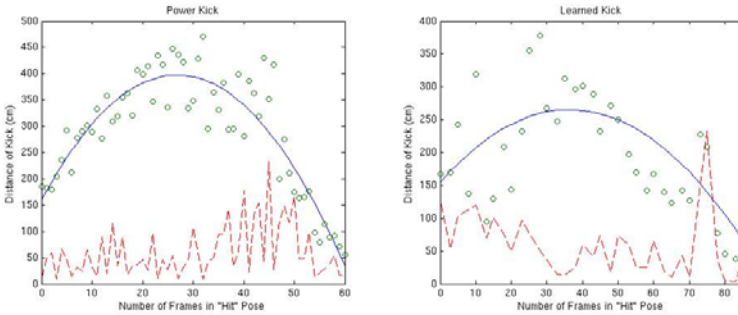 Power Kick
500
450
400
350
300
250
200
150
100
50
0
Distance of Kick (cm)
0 10 20 30 40 50 60
Number of Frames in "Hit" Pose
Learned Kick
400
350
300
250
200
150
100
50
0
Distance of Kick (cm)
0 10 20 30 40 50 60 70 80
Number of Frames in "Hit" Pose